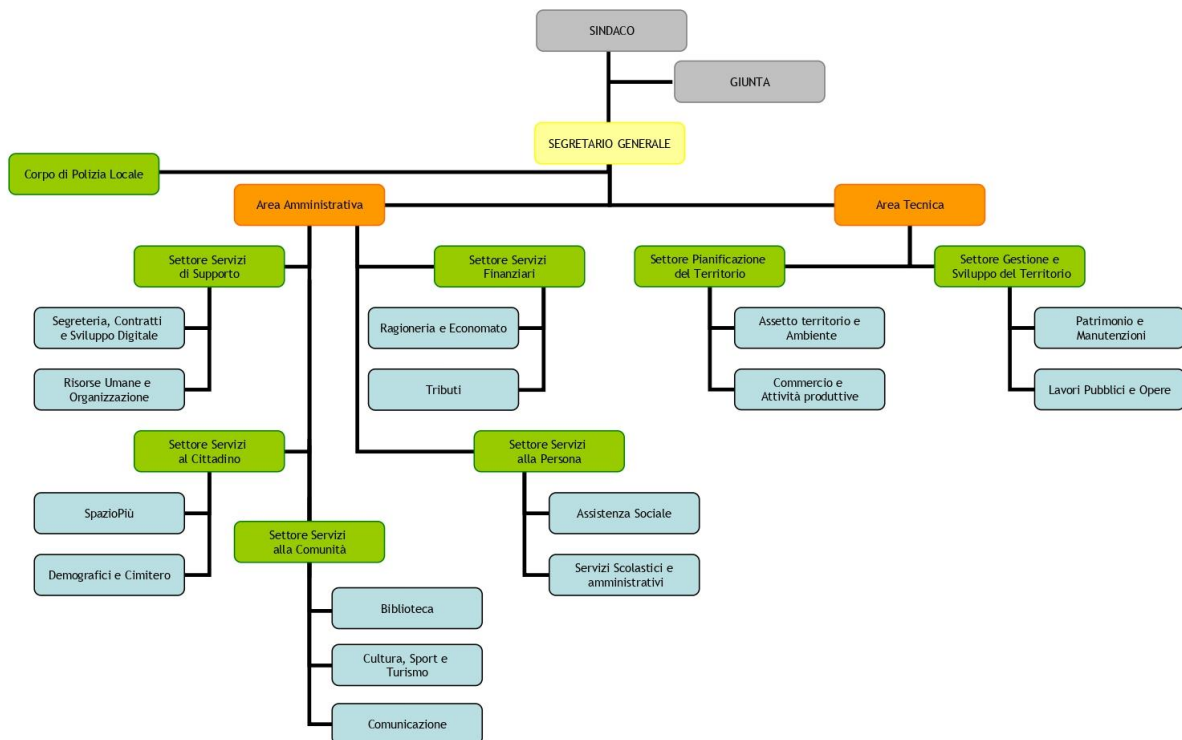 SINDACO
GIUNTA
SEGRETARIO GENERALE
Corpo di Polizia Locale
Area Amministrativa
Area Tecnica
Settore Servizi
di Supporto
Settore Servizi
Finanziari
Settore Pianificazione
del Territorio
Settore Gestione e
Sviluppo del Territorio
Segreteria, Contratti
e Sviluppo Digitale
Ragioneria e Economato
Assetto territorio e
Ambiente
Patrimonio e
Manutenzioni
Risorse Umane e
Organizzazione
Tributi
Commercio e
Attività produttive
Lavori Pubblici e Opere
Settore Servizi
al Cittadino
Settore Servizi
alla Persona
SpazioPiù
Assistenza Sociale
Settore Servizi
alla Comunità
Demografici e Cimitero
Servizi Scolastici e
amministrativi
Biblioteca
Cultura, Sport e
Turismo
Comunicazione